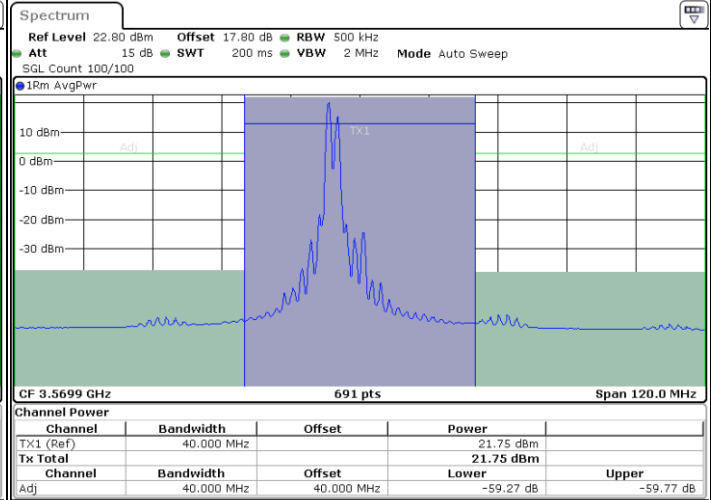 Spectrum
Ref Level 22.80 dBm Offset 17.80 dB RBW 500 kHz
Att 15 dB SWT 200 ms VBW 2 MHz Mode Auto Sweep
SGL Count 100/100
1Rm AvgPwr
10 dBm
TX1
Adj
Adj
0 dBm
-10 dBm
-20 dBm
-30 dBm
CF 3.5699 GHz 691 pts Span 120.0 MHz
Channel Power
Channel Bandwidth Offset Power
TX1 (Ref) 40.000 MHz 21.75 dBm
Tx Total 21.75 dBm
Channel Bandwidth Offset Lower Upper
Adj 40.000 MHz 40.000 MHz -59.27 dB -59.77 dB